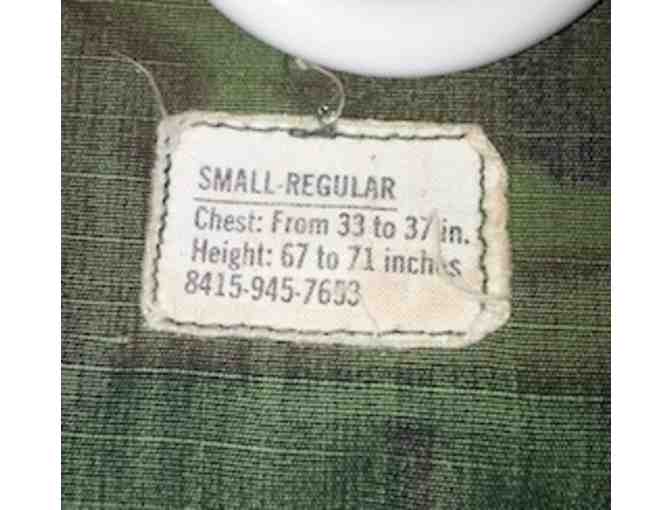 SMALL-REGULAR
Chest: From 33 to 37 in.
Height: 67 to 71 inches
8415-945-7653